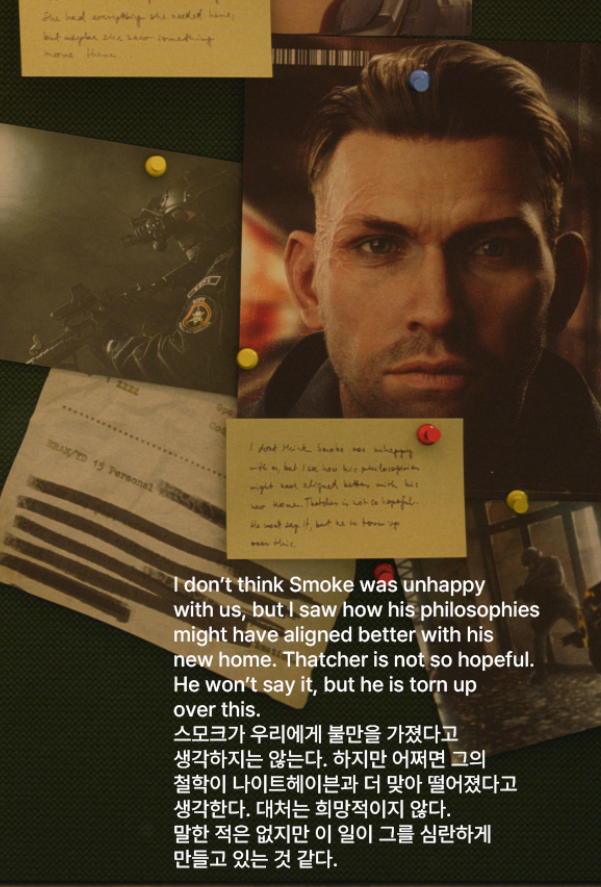 She had everything she needed here,
but maybe she saw something
more there.
Personal
I dont think Smoke was unhappy
with us, but I saw how his philosophies
might have aligned better with his
new home. Thatcher is not so hopeful.
He wont say it, but he is torn up
over this.
I don’t think Smoke was unhappy
with us, but I saw how his philosophies
might have aligned better with his
new home. Thatcher is not so hopeful.
He won’t say it, but he is torn up
over this.
스모크가 우리에게 불만을 가졌다고
생각하지는 않는다. 하지만 어쩌면 그의
철학이 나이트헤이븐과 더 맞아 떨어졌다고
생각한다. 대처는 희망적이지 않다.
말한 적은 없지만 이 일이 그를 심란하게
만들고 있는 것 같다.